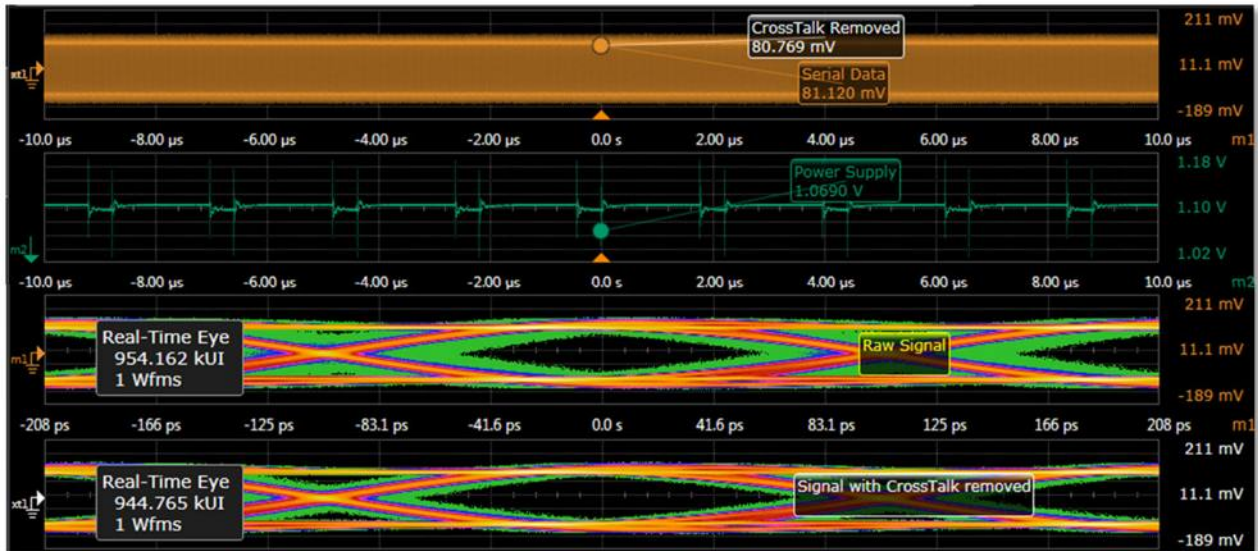 211 mV
CrossTalk Removed
80.769 mV
xt1
11.1 mV
Serial Data
81.120 mV
-189 mV
-10.0 µs -8.00 µs -6.00 µs -4.00 µs -2.00 µs 0.0 s 2.00 µs 4.00 µs 6.00 µs 8.00 µs 10.0 µs m1
1.18 V
Power Supply
1.0690 V
1.10 V
m2
1.02 V
-10.0 µs -8.00 µs -6.00 µs -4.00 µs -2.00 µs 0.0 s 2.00 µs 4.00 µs 6.00 µs 8.00 µs 10.0 µs m2
211 mV
Real-Time Eye
954.162 kUI
1 Wfms
Raw Signal
m1
11.1 mV
-189 mV
-208 ps -166 ps -125 ps -83.1 ps -41.6 ps 0.0 s 41.6 ps 83.1 ps 125 ps 166 ps 208 ps m1
211 mV
Real-Time Eye
944.765 kUI
1 Wfms
Signal with CrossTalk removed
xt1
11.1 mV
-189 mV